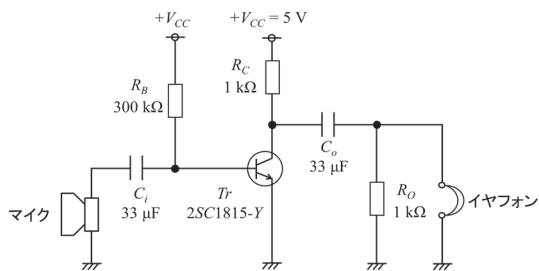 +VCC
+VCC = 5 V
RB
300 kΩ
RC
1 kΩ
Co
33 μF
Ci
33 μF
Tr
2SC1815-Y
RO
1 kΩ
マイク
イヤフォン